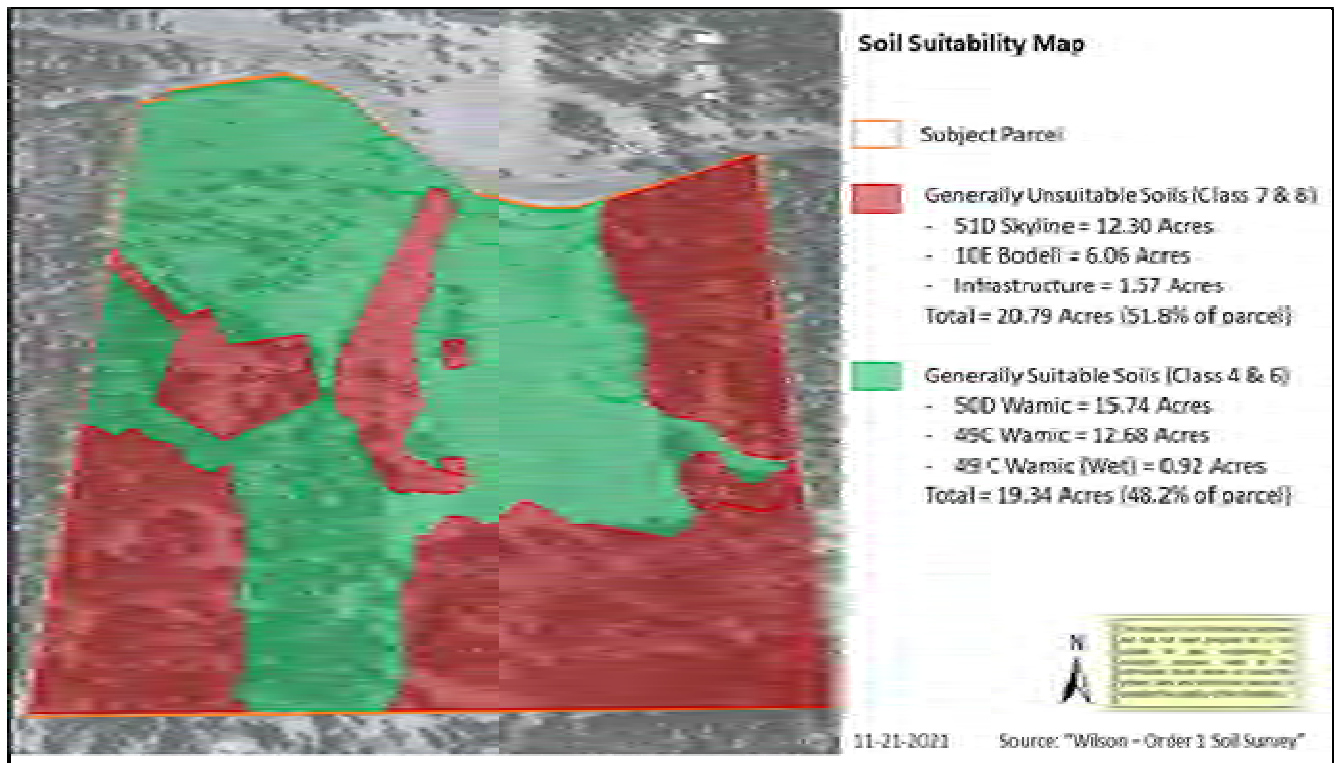 Soil Suitability Map
Subject Parcel
Generally Unsuitable Soils (Class 7 & 8)
- 51D Skyline = 12.30 Acres
- 10E Bodell = 6.06 Acres
- Infrastructure = 1.57 Acres
Total = 20.79 Acres (51.8% of parcel)
Generally Suitable Soils (Class 4 & 6)
- 50D Wamic = 15.74 Acres
- 49C Wamic = 12.68 Acres
- 49 C Wamic (Wet) = 0.92 Acres
Total = 19.34 Acres (48.2% of parcel)
N
11-21-2021
Source: "Wilson - Order 1 Soil Survey"